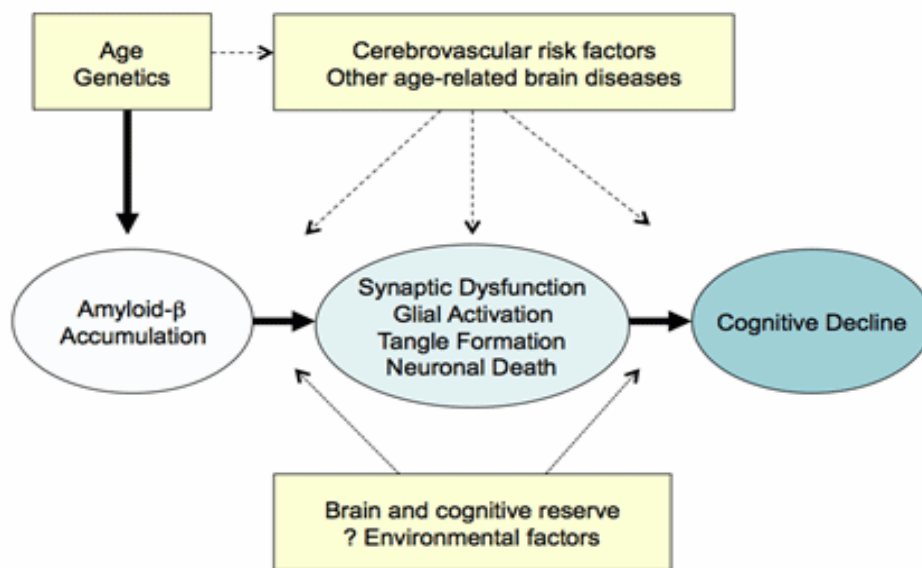 Age
Genetics
Cerebrovascular risk factors
Other age-related brain diseases
Amyloid-β
Accumulation
Synaptic Dysfunction
Glial Activation
Tangle Formation
Neuronal Death
Cognitive Decline
Brain and cognitive reserve
? Environmental factors